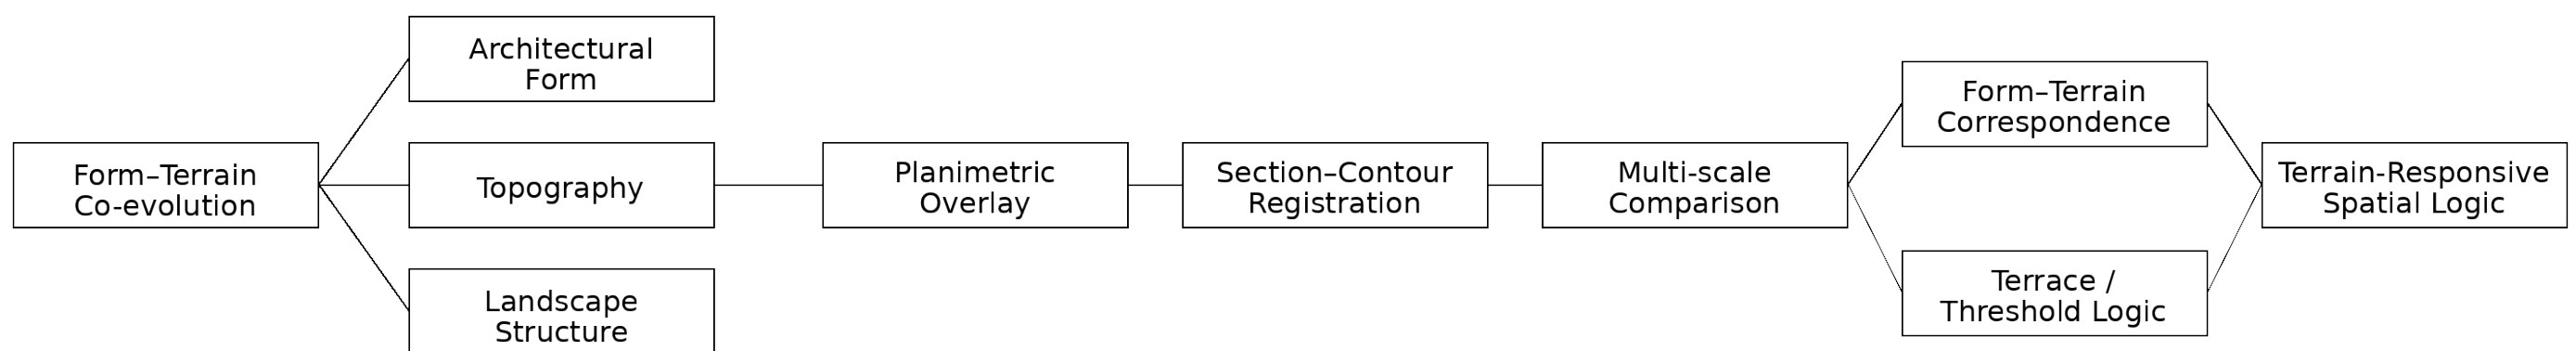 Form–Terrain
Co-evolution
Architectural
Form
Topography
Landscape
Structure
Planimetric
Overlay
Section–Contour
Registration
Multi-scale
Comparison
Form–Terrain
Correspondence
Terrace /
Threshold Logic
Terrain-Responsive
Spatial Logic